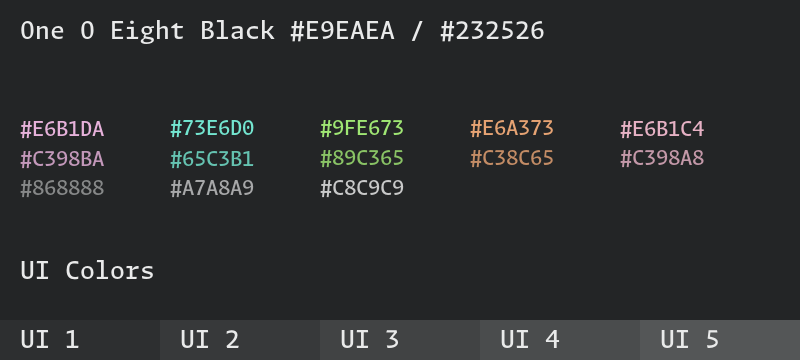 One O Eight Black #E9EAEA / #232526
#E6B1DA #73E6D0 #9FE673 #E6A373 #E6B1C4
#C398BA #65C3B1 #89C365 #C38C65 #C398A8
#868888 #A7A8A9 #C8C9C9
UI Colors
UI 1 UI 2 UI 3 UI 4 UI 5